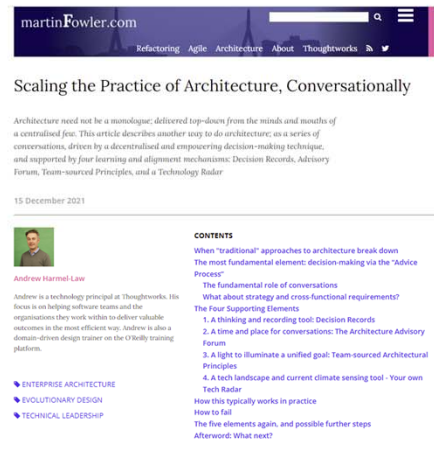 martinFowler.com
Refactoring Agile Architecture About Thoughtworks
Scaling the Practice of Architecture, Conversationally
Architecture need not be a monologue; delivered top-down from the minds and mouths of
a centralised few. This article describes another way to do architecture; as a series of
conversations, driven by a decentralised and empowering decision-making technique,
and supported by four learning and alignment mechanisms: Decision Records, Advisory
Forum, Team-sourced Principles, and a Technology Radar
15 December 2021
Andrew Harmel-Law
Andrew is a technology principal at Thoughtworks. His
focus is on helping software teams and the
organisations they work within to deliver valuable
outcomes in the most efficient way. Andrew is also a
domain-driven design trainer on the O'Reilly training
platform.
ENTERPRISE ARCHITECTURE
EVOLUTIONARY DESIGN
TECHNICAL LEADERSHIP
CONTENTS
When "traditional" approaches to architecture break down
The most fundamental element: decision-making via the "Advice
Process"
The fundamental role of conversations
What about strategy and cross-functional requirements?
The Four Supporting Elements
1. A thinking and recording tool: Decision Records
2. A time and place for conversations: The Architecture Advisory
Forum
3. A light to illuminate a unified goal: Team-sourced Architectural
Principles
4. A tech landscape and current climate sensing tool - Your own
Tech Radar
How this typically works in practice
How to fail
The five elements again, and possible further steps
Afterword: What next?